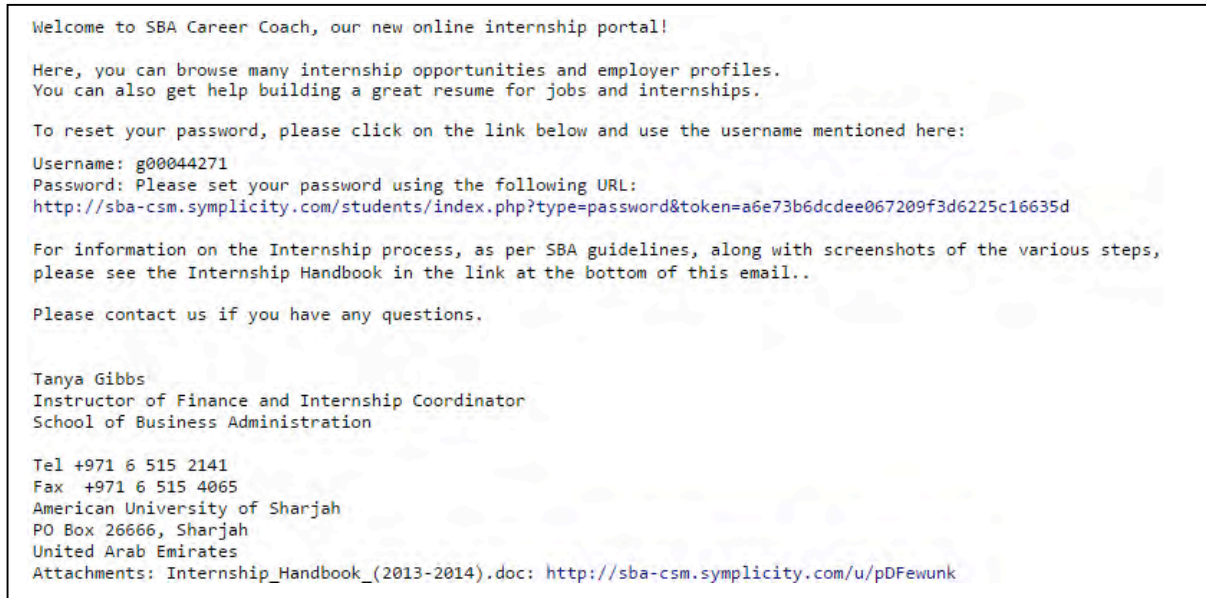 Welcome to SBA Career Coach, our new online internship portal!
Here, you can browse many internship opportunities and employer profiles.
You can also get help building a great resume for jobs and internships.
To reset your password, please click on the link below and use the username mentioned here:
Username: g00044271
Password: Please set your password using the following URL:
http://sba-csm.symplicity.com/students/index.php?type=password&token=a6e73b6dcdee067209f3d6225c16635d
For information on the Internship process, as per SBA guidelines, along with screenshots of the various steps,
please see the Internship Handbook in the link at the bottom of this email..
Please contact us if you have any questions.
Tanya Gibbs
Instructor of Finance and Internship Coordinator
School of Business Administration
Tel +971 6 515 2141
Fax  +971 6 515 4065
American University of Sharjah
PO Box 26666, Sharjah
United Arab Emirates
Attachments: Internship_Handbook_(2013-2014).doc: http://sba-csm.symplicity.com/u/pDFewunk